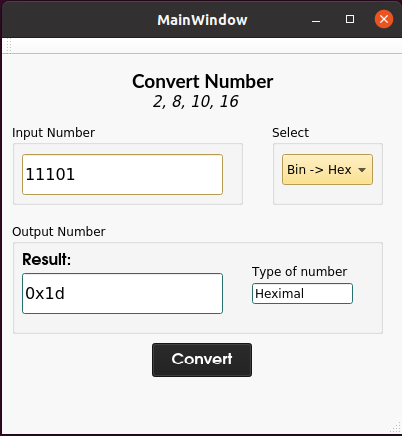 MainWindow
Convert Number
2, 8, 10, 16
Input Number
Select
11101
Bin -> Hex
Output Number
Result:
Type of number
0x1d
Heximal
Convert